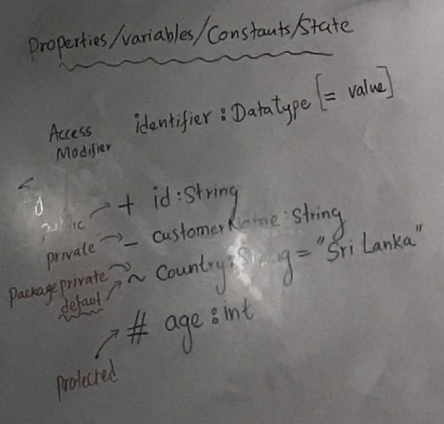 Properties/variables/Constants/State
Access Modifier identifier : Datatype [= value]
public → + id : String
private → - customerName : String
Package private → ~ Country : String = "Sri Lanka"
defaut →
# age : int
protected